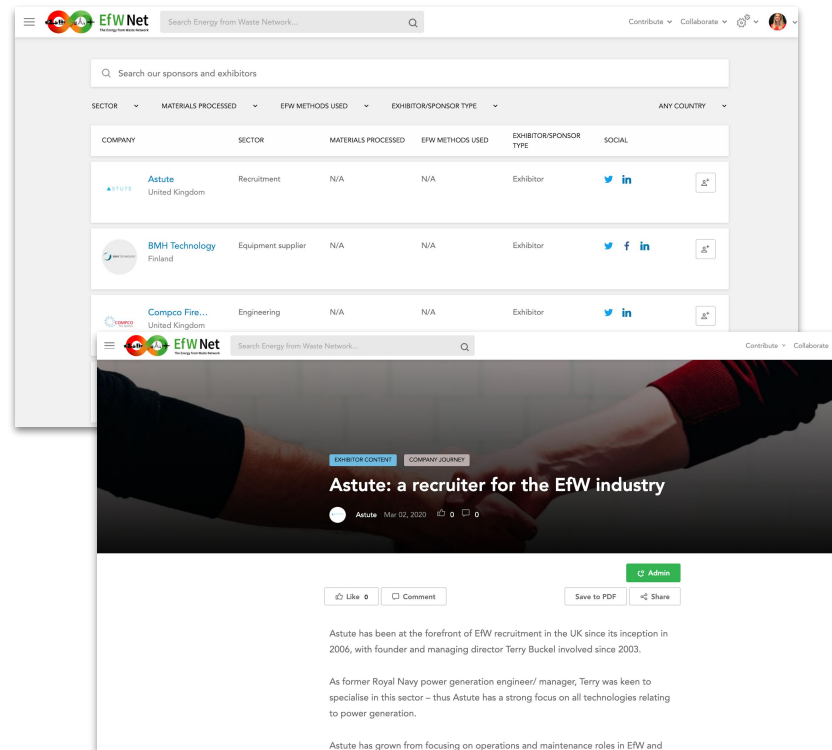 EfW Net
The Energy from Waste Network
Search Energy from Waste Network...
Contribute
Collaborate
Search our sponsors and exhibitors
SECTOR
MATERIALS PROCESSED
EFW METHODS USED
EXHIBITOR/SPONSOR TYPE
ANY COUNTRY
COMPANY
SECTOR
MATERIALS PROCESSED
EFW METHODS USED
EXHIBITOR/SPONSOR
TYPE
SOCIAL
ASTUTE
Astute
United Kingdom
Recruitment
N/A
N/A
Exhibitor
BMH TECHNOLOGY
BMH Technology
Finland
Equipment supplier
N/A
N/A
Exhibitor
COMPCO
Compco Fire...
United Kingdom
Engineering
N/A
N/A
Exhibitor
EfW Net
The Energy from Waste Network
Search Energy from Waste Network...
Contribute
Collaborate
EXHIBITOR CONTENT
COMPANY JOURNEY
Astute: a recruiter for the EfW industry
Astute Mar 02, 2020 0 0
Admin
Like 0
Comment
Save to PDF
Share
Astute has been at the forefront of EfW recruitment in the UK since its inception in
2006, with founder and managing director Terry Buckel involved since 2003.
As former Royal Navy power generation engineer/ manager, Terry was keen to
specialise in this sector – thus Astute has a strong focus on all technologies relating
to power generation.
Astute has grown from focusing on operations and maintenance roles in EfW and